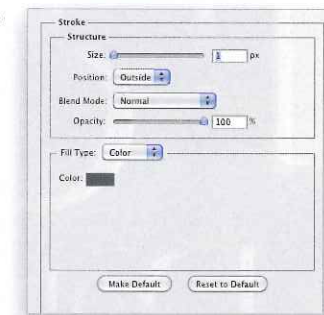 Stroke
Structure
Size: 1 px
Position: Outside
Blend Mode: Normal
Opacity: 100 %
Fill Type: Color
Color:
Make Default Reset to Default